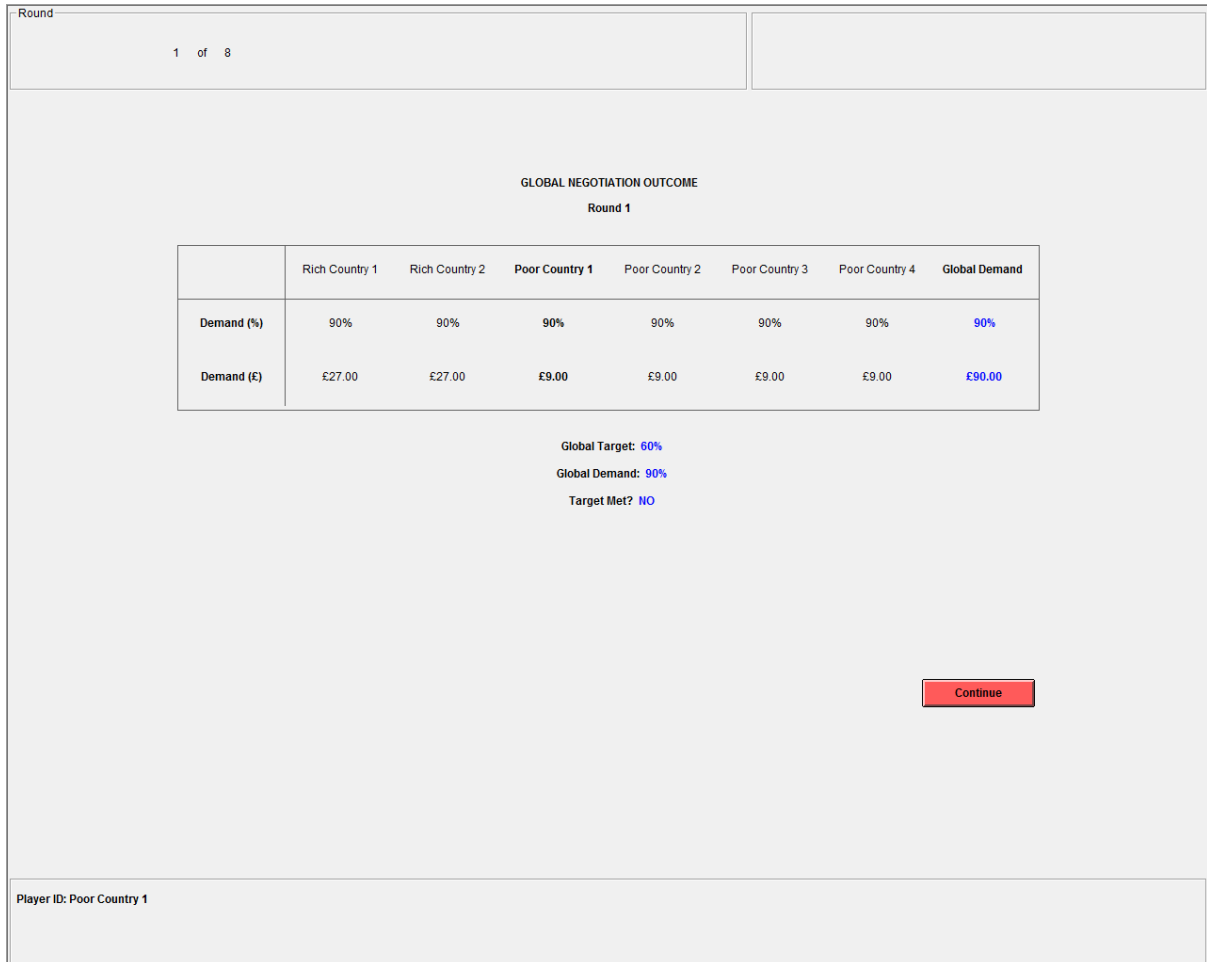 Round
1 of 8
GLOBAL NEGOTIATION OUTCOME
Round 1
Rich Country 1 Rich Country 2 Poor Country 1 Poor Country 2 Poor Country 3 Poor Country 4 Global Demand
Demand (%) 90% 90% 90% 90% 90% 90% 90%
Demand (£) £27.00 £27.00 £9.00 £9.00 £9.00 £9.00 £90.00
Global Target: 60%
Global Demand: 90%
Target Met? NO
Continue
Player ID: Poor Country 1